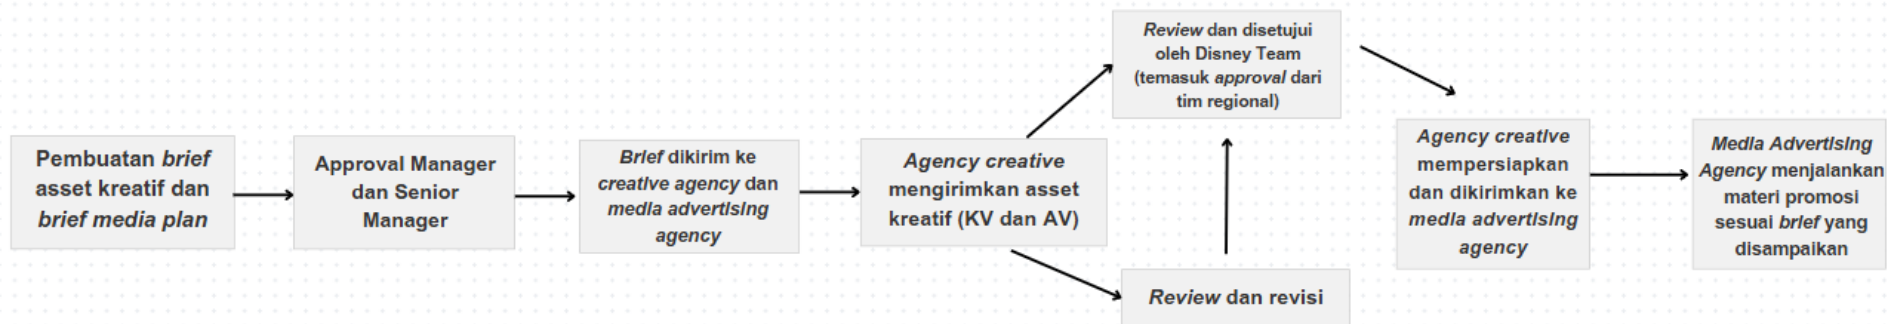 Pembuatan brief
asset kreatif dan
brief media plan
Approval Manager
dan Senior
Manager
Brief dikirim ke
creative agency dan
media advertising
agency
Agency creative
mengirimkan asset
kreatif (KV dan AV)
Review dan disetujui
oleh Disney Team
(temasuk approval dari
tim regional)
Review dan revisi
Agency creative
mempersiapkan
dan dikirimkan ke
media advertising
agency
Media Advertising
Agency menjalankan
materi promosi
sesuai brief yang
disampaikan